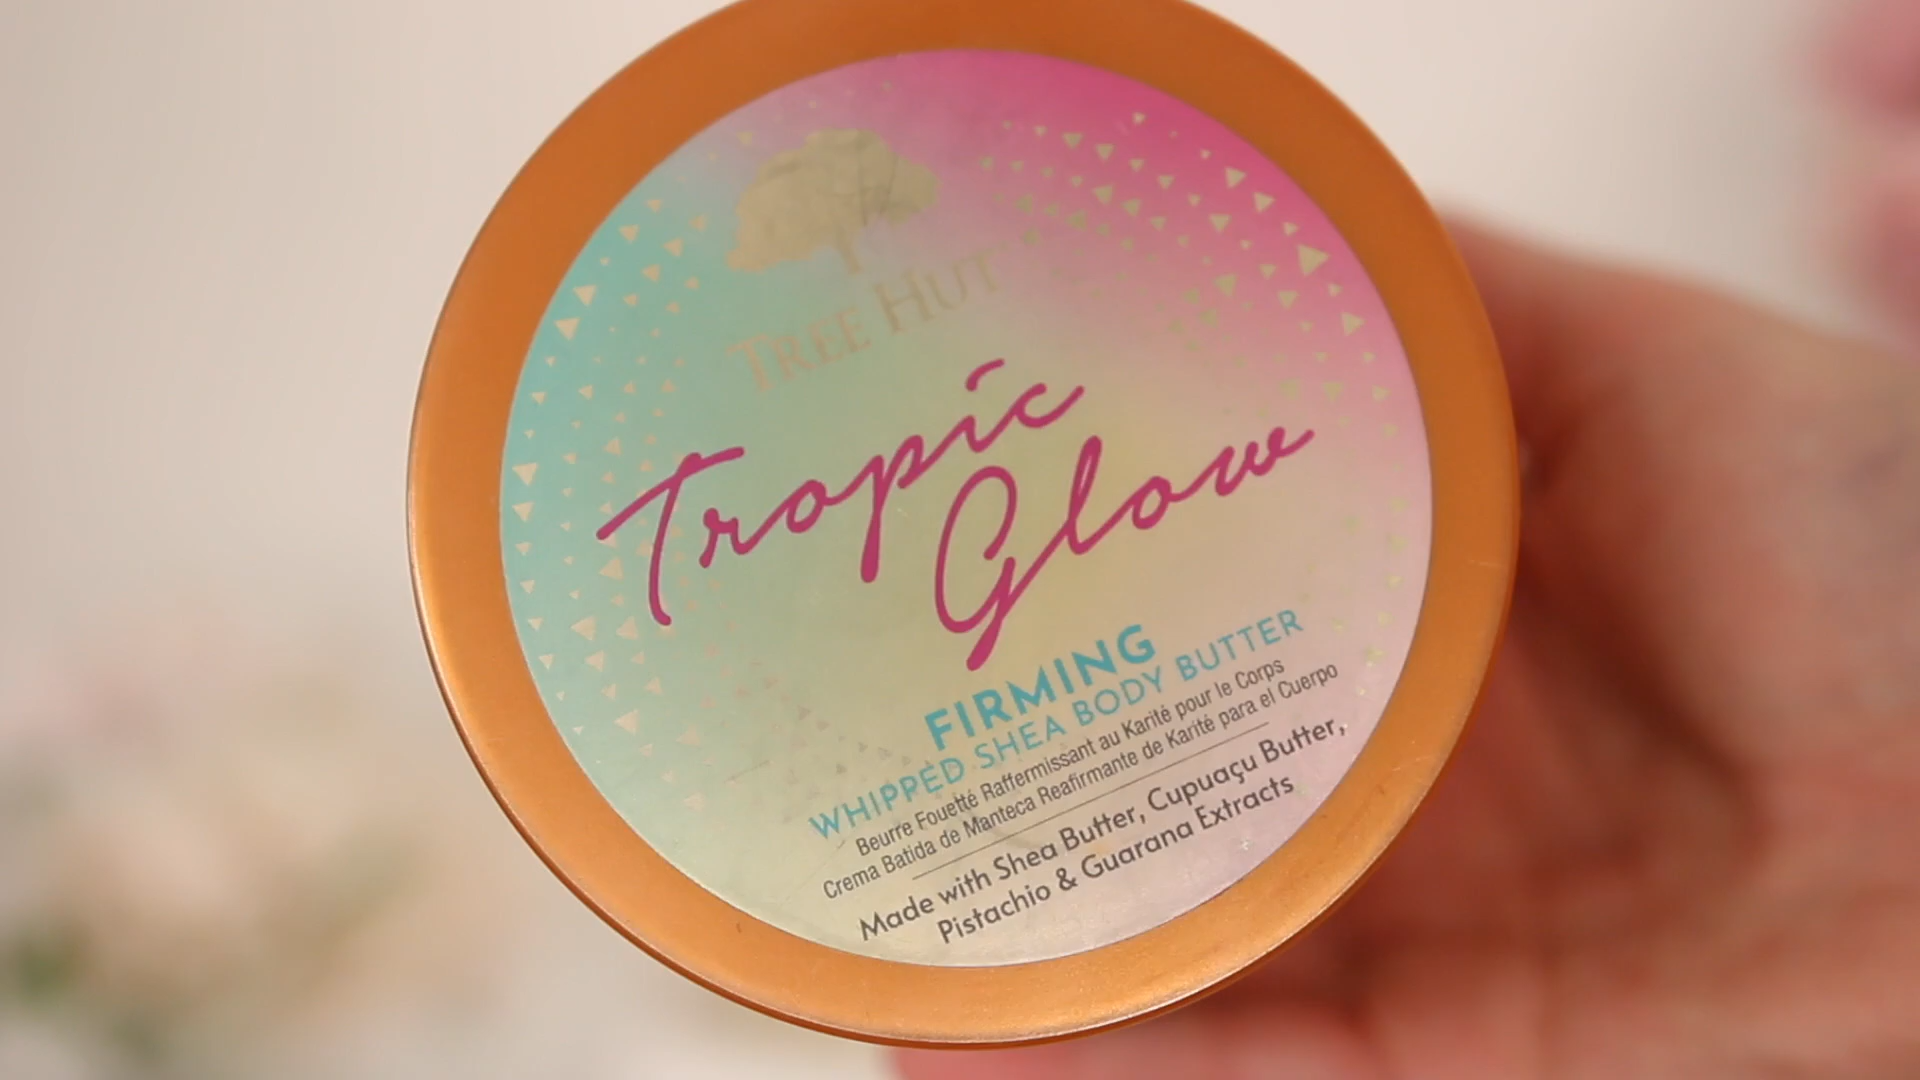 TREE HUT
Tropic
Glow
FIRMING
WHIPPED SHEA BODY BUTTER
Beurre Fouetté Raffermissant au Karité pour le Corps
Crema Batida de Manteca Reafirmante de Karité para el Cuerpo
Made with Shea Butter, Cupuaçu Butter,
Pistachio & Guarana Extracts